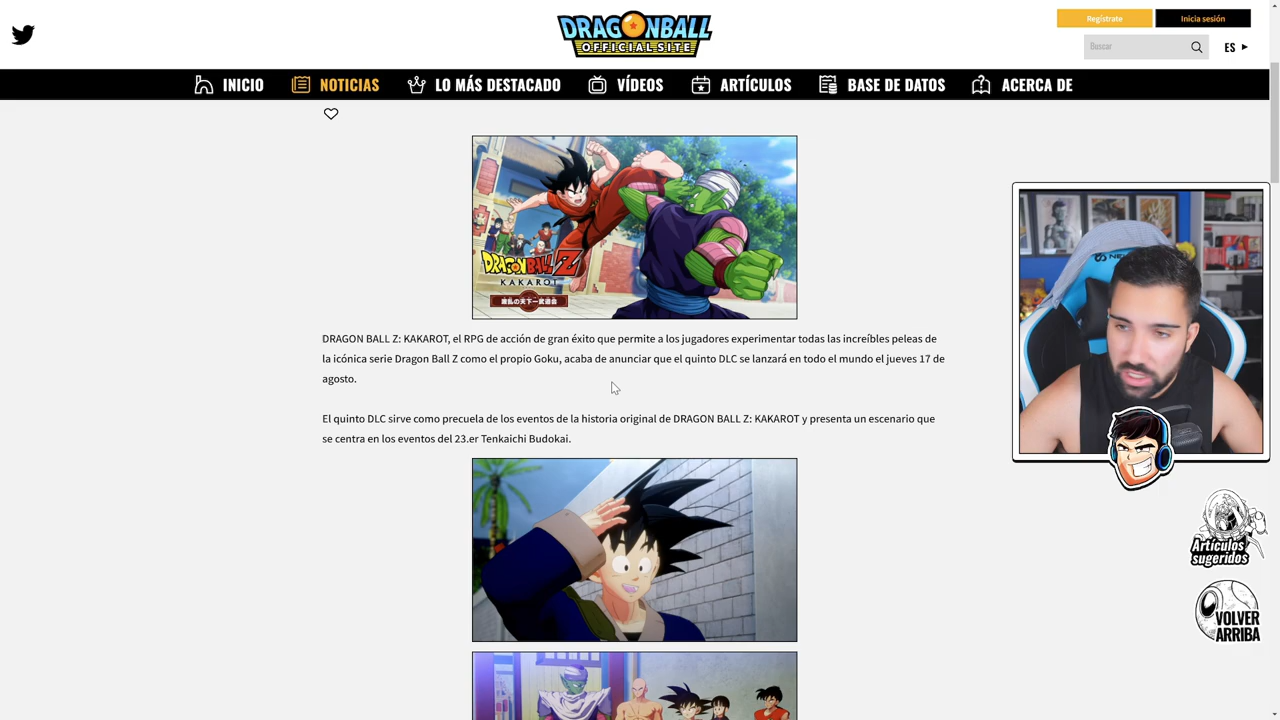 DRAGONBALL
OFFICIAL SITE
Regístrate
Inicia sesión
Buscar
ES
INICIO
NOTICIAS
LO MÁS DESTACADO
VÍDEOS
ARTÍCULOS
BASE DE DATOS
ACERCA DE
DRAGONBALL Z
KAKAROT
DRAGON BALL Z: KAKAROT, el RPG de acción de gran éxito que permite a los jugadores experimentar todas las increíbles peleas de
la icónica serie Dragon Ball Z como el propio Goku, acaba de anunciar que el quinto DLC se lanzará en todo el mundo el jueves 17 de
agosto.
El quinto DLC sirve como precuela de los eventos de la historia original de DRAGON BALL Z: KAKAROT y presenta un escenario que
se centra en los eventos del 23.er Tenkaichi Budokai.
Artículos
sugeridos
VOLVER
ARRIBA